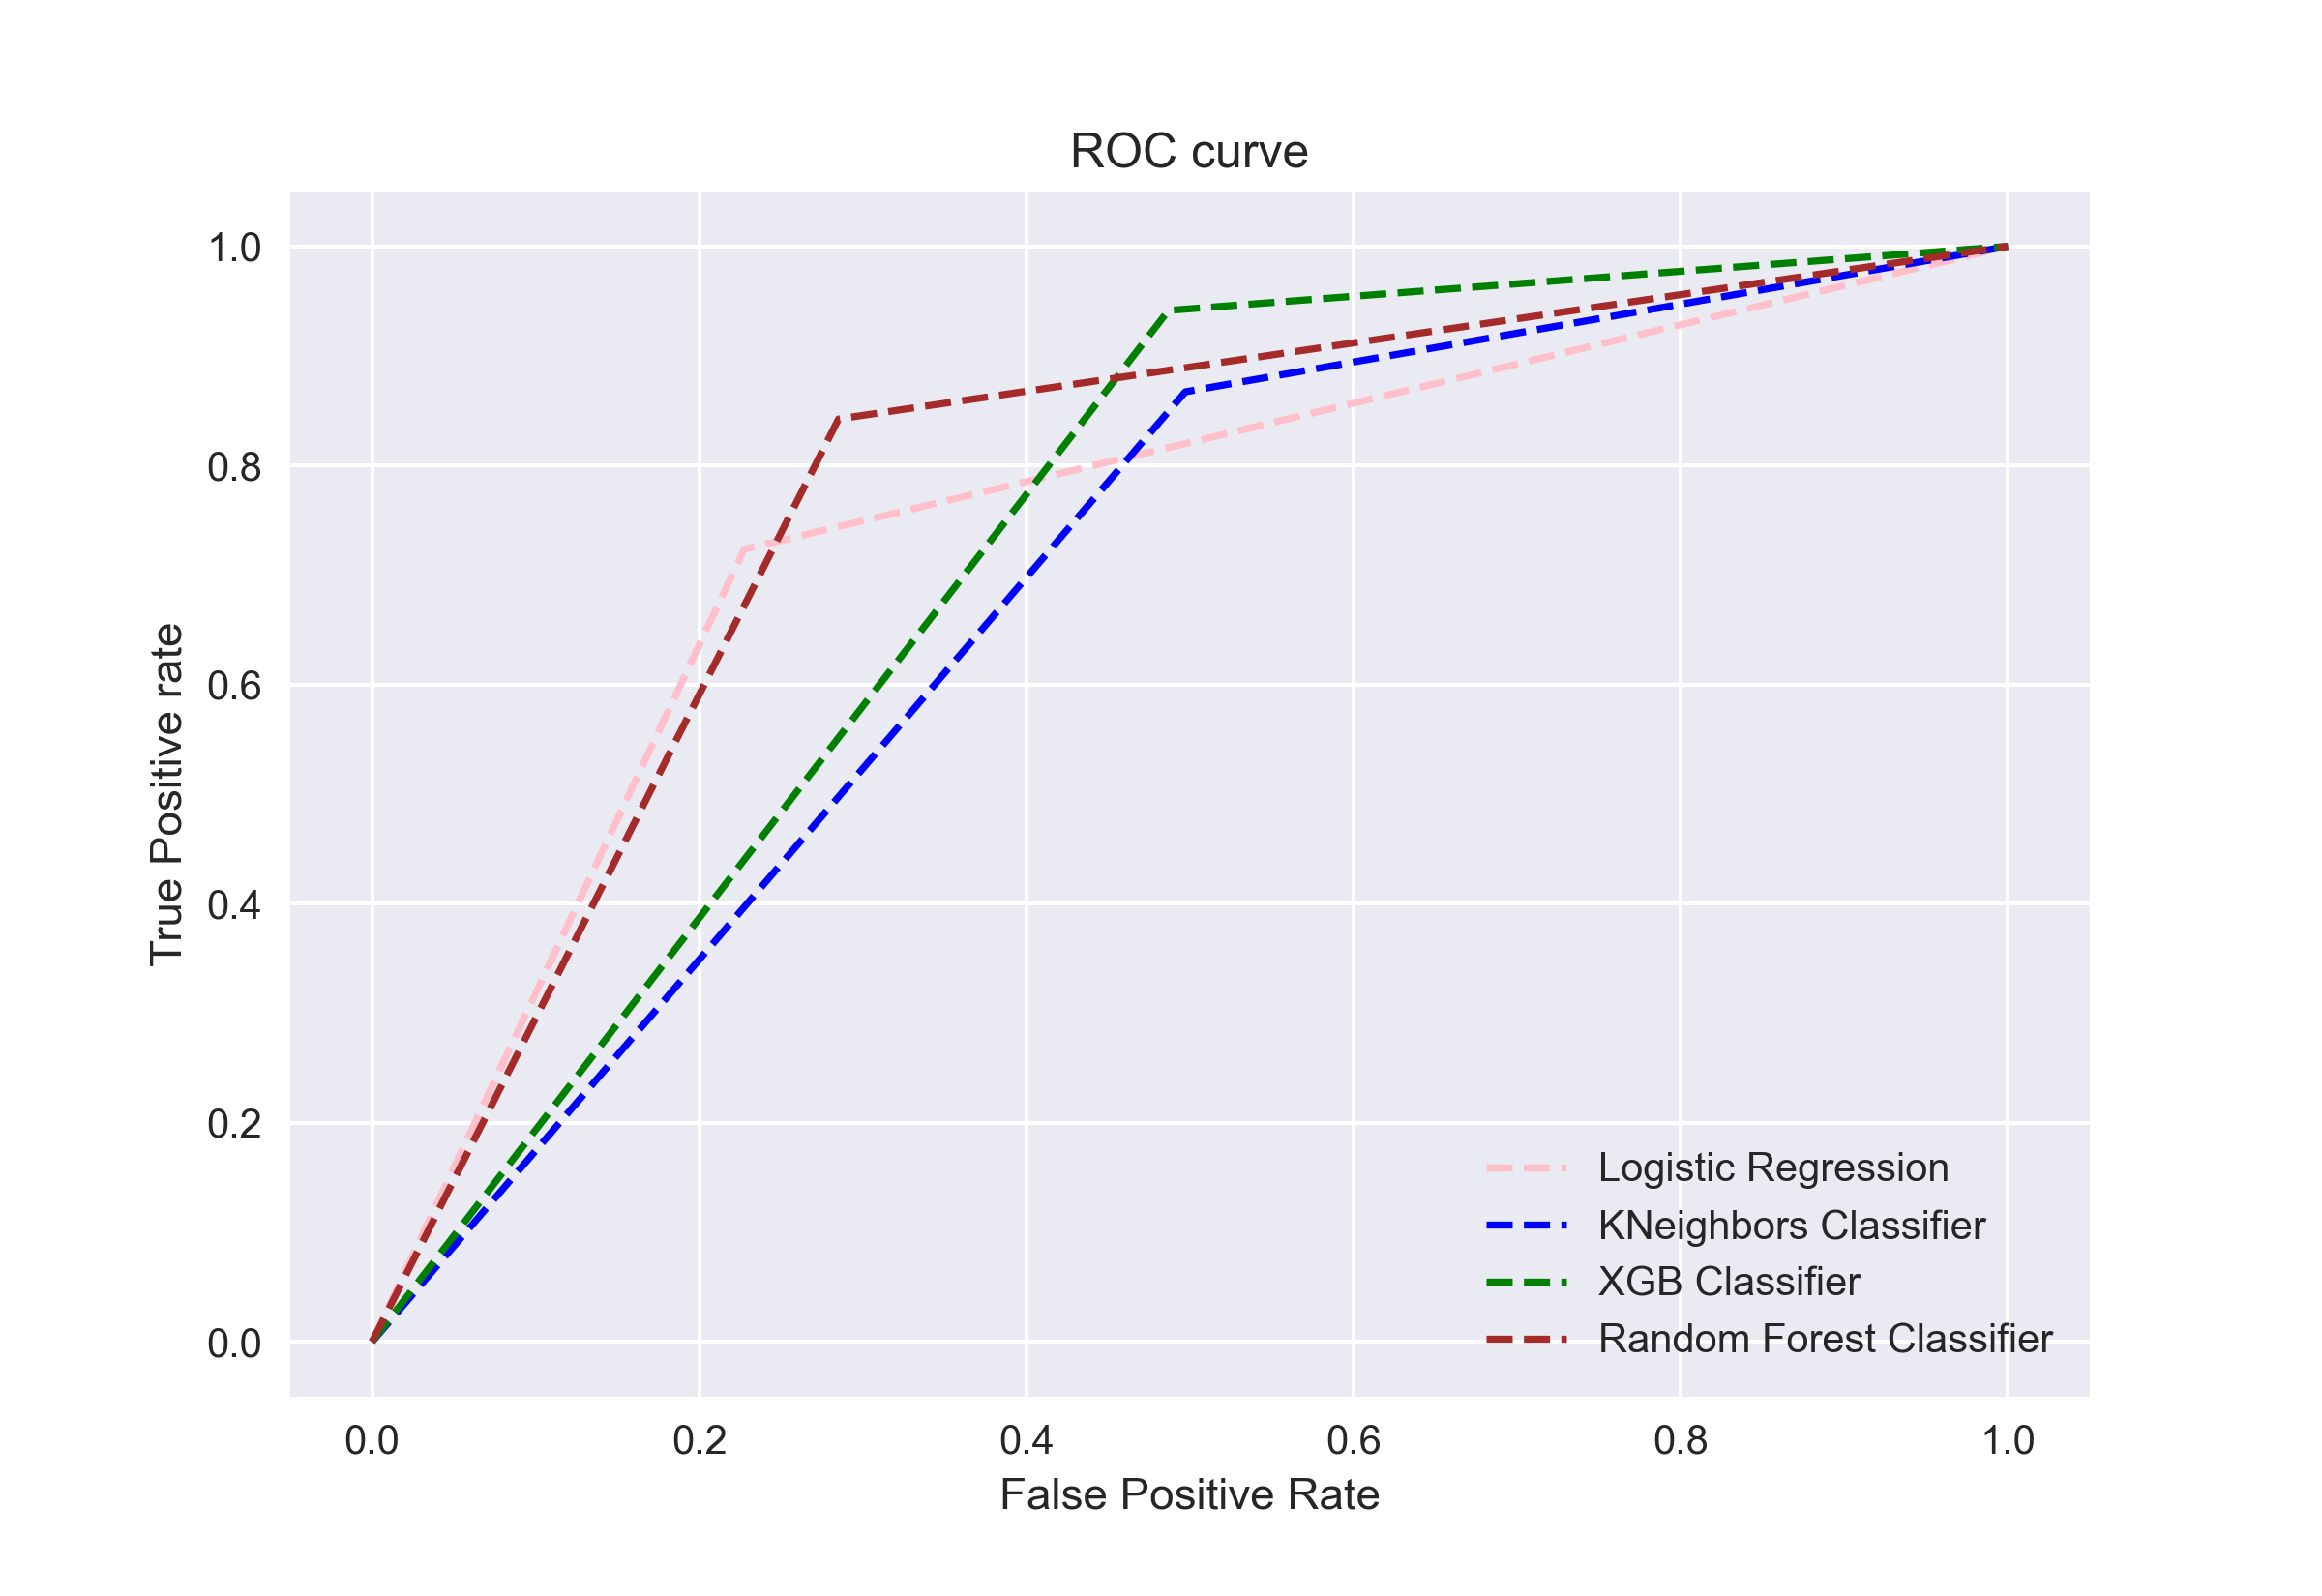 ROC curve
1.0
0.8
0.6
0.4
0.2
0.0
True Positive rate
Logistic Regression
KNeighbors Classifier
XGB Classifier
Random Forest Classifier
0.0 0.2 0.4 0.6 0.8 1.0
False Positive Rate